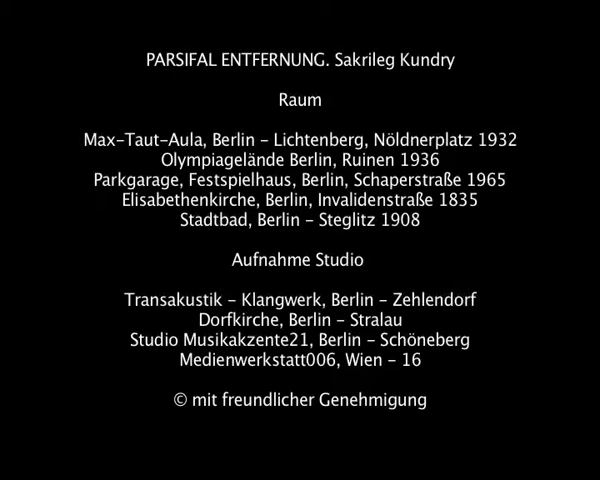 PARSIFAL ENTFERNUNG. Sakrileg Kundry
Raum
Max-Taut-Aula, Berlin - Lichtenberg, Nöldnerplatz 1932
Olympiagelände Berlin, Ruinen 1936
Parkgarage, Festspielhaus, Berlin, Schaperstraße 1965
Elisabethenkirche, Berlin, Invalidenstraße 1835
Stadtbad, Berlin - Steglitz 1908
Aufnahme Studio
Transakustik - Klangwerk, Berlin - Zehlendorf
Dorfkirche, Berlin - Stralau
Studio Musikakzente21, Berlin - Schöneberg
Medienwerkstatt006, Wien - 16
© mit freundlicher Genehmigung